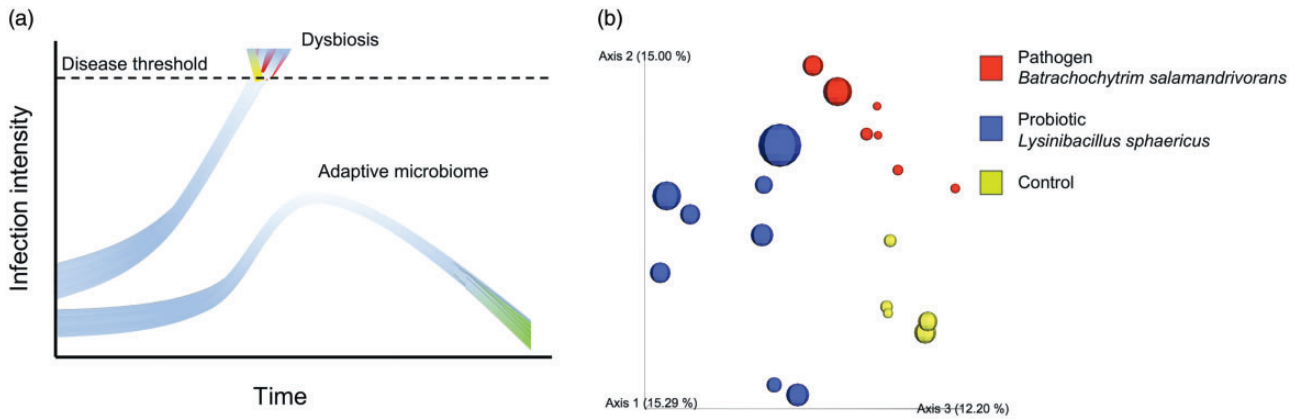 (a)
Dysbiosis
Disease threshold
Adaptive microbiome
Infection intensity
Time
(b)
Axis 2 (15.00 %)
Pathogen
Batrachochytrim salamandrivorans
Probiotic
Lysinibacillus sphaericus
Control
Axis 1 (15.29 %)
Axis 3 (12.20 %)